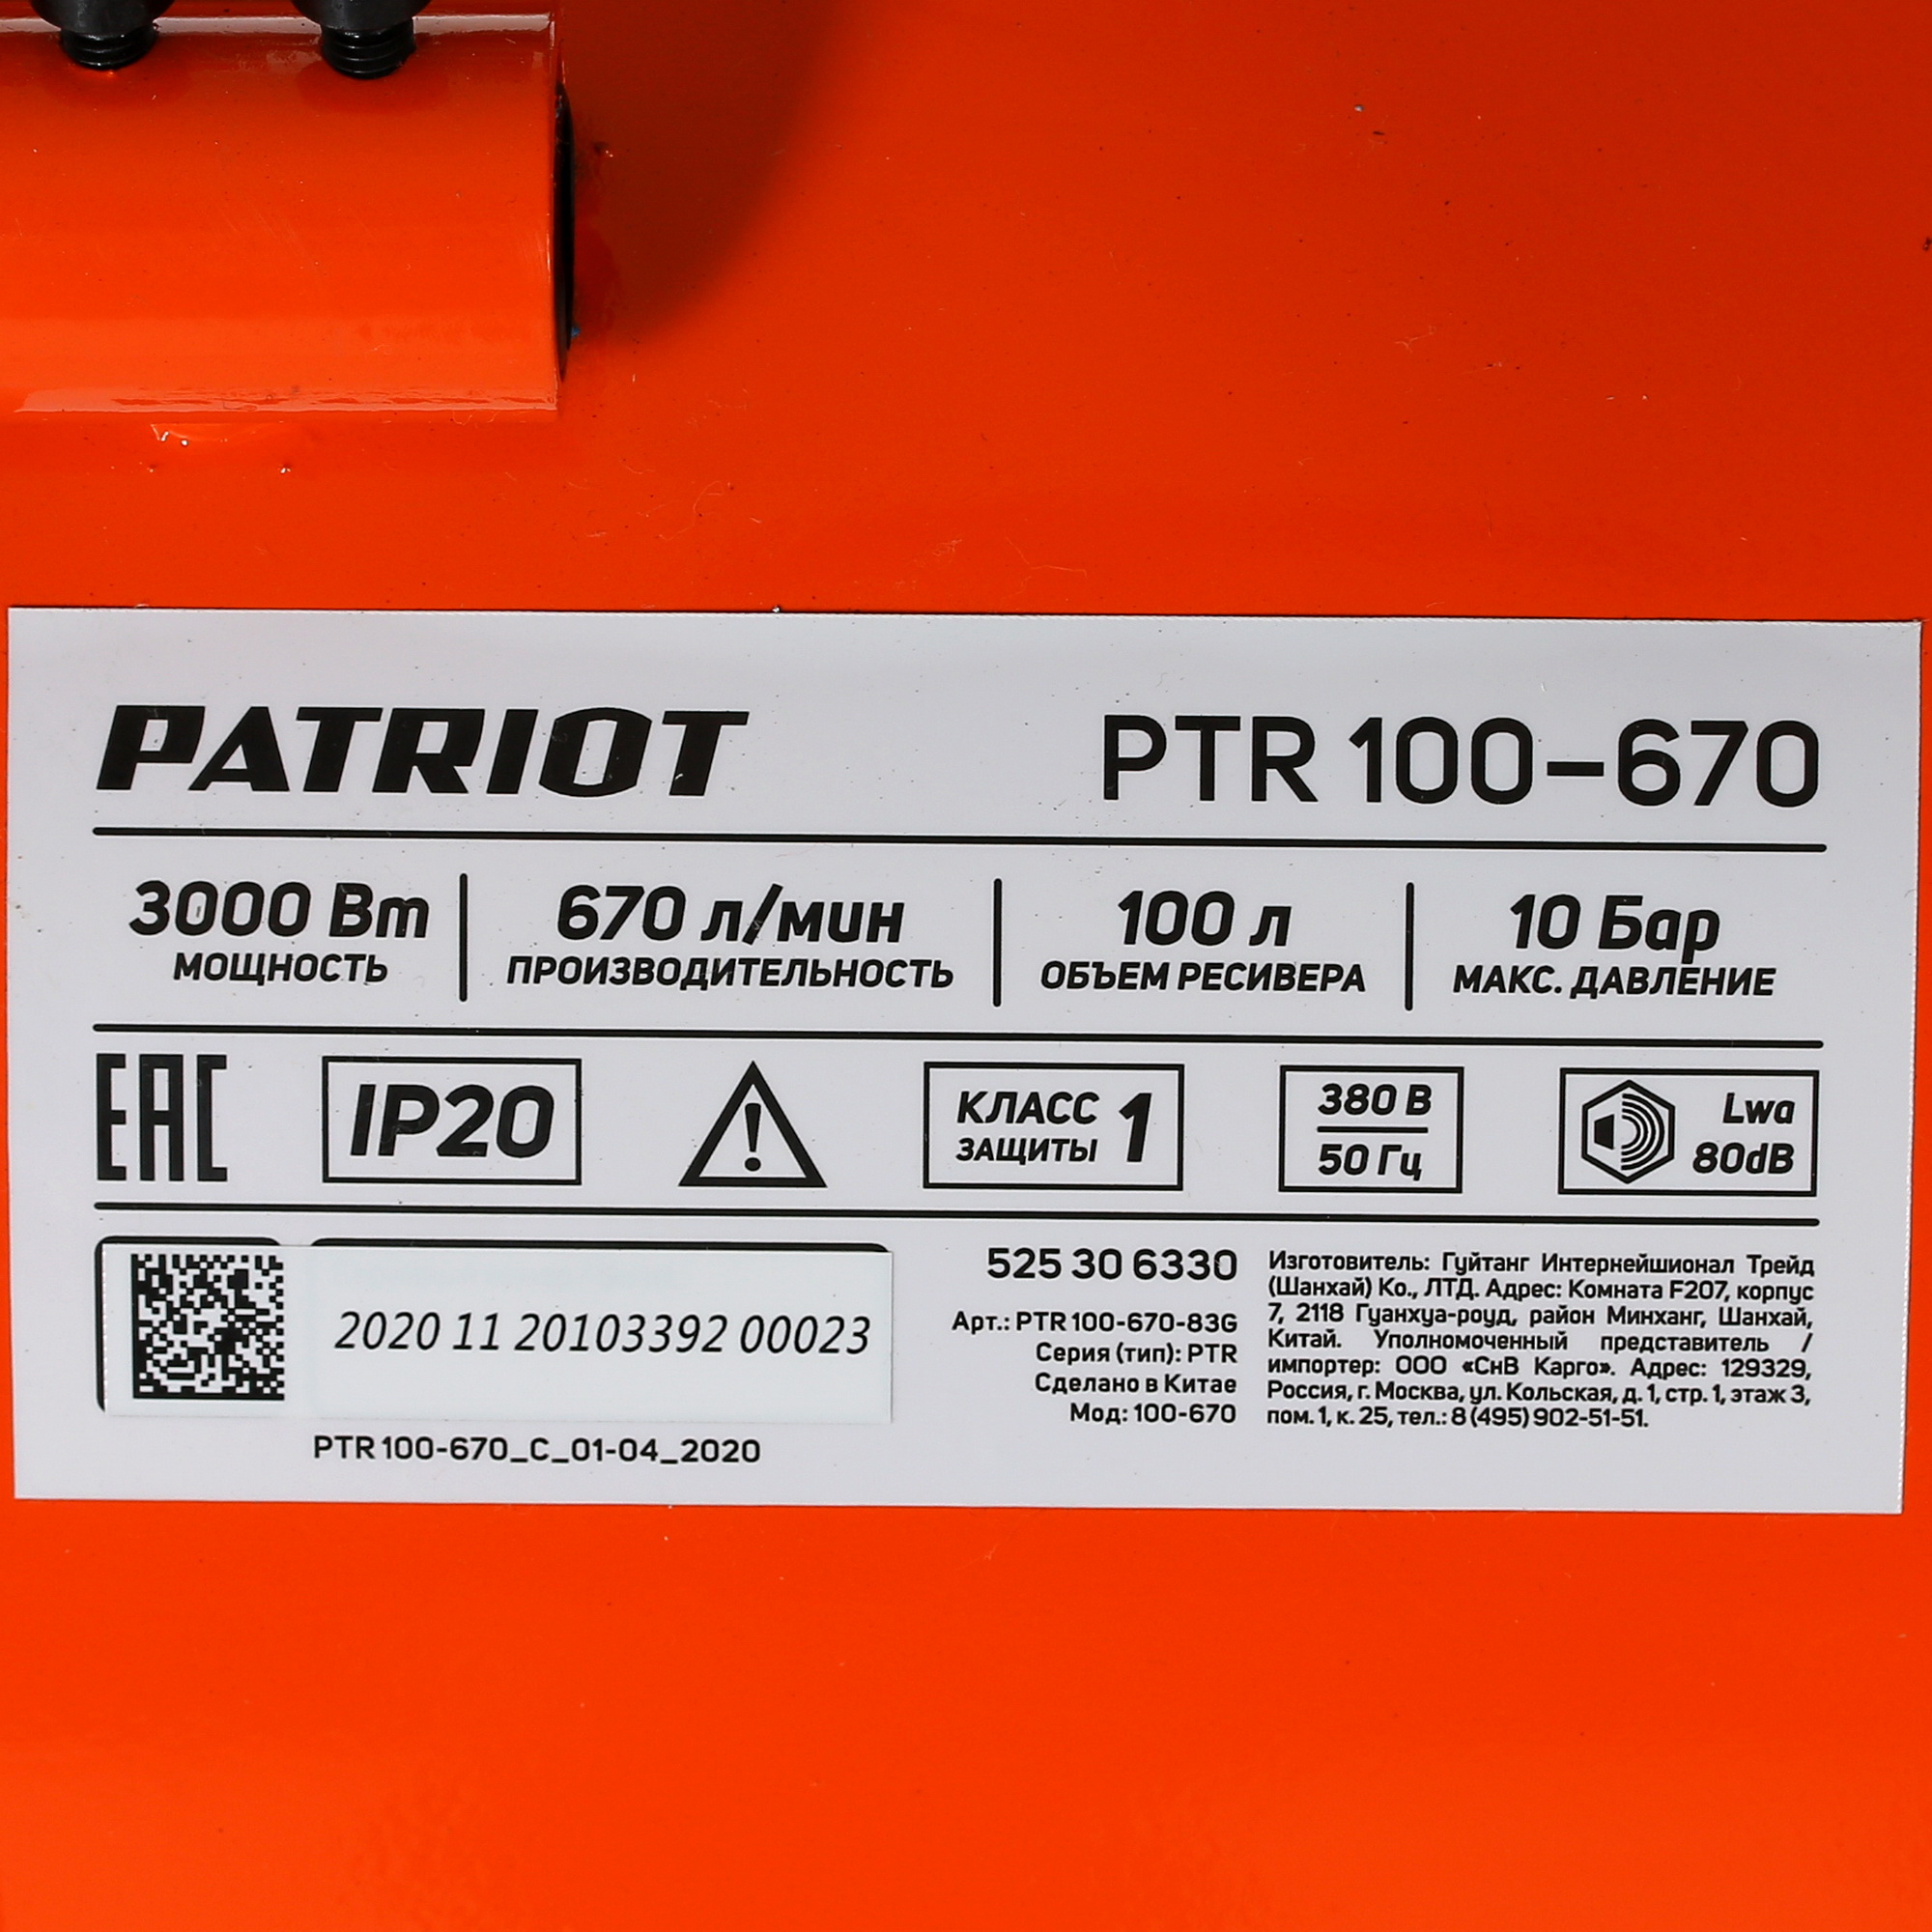 PATRIOT PTR 100-670
3000 Вт 670 л/мин 100 л 10 Бар
МОЩНОСТЬ ПРОИЗВОДИТЕЛЬНОСТЬ ОБЪЕМ РЕСИВЕРА МАКС. ДАВЛЕНИЕ
EAC IP20 ! КЛАСС ЗАЩИТЫ 1 380 В 50 Гц Lwa 80dB
2020 11 20103392 00023
PTR 100-670_C_01-04_2020
525 30 6330
Арт.: PTR 100-670-83G
Серия (тип): PTR
Сделано в Китае
Мод: 100-670
Изготовитель: Гуйтанг Интернейшионал Трейд
(Шанхай) Ко., ЛТД. Адрес: Комната F207, корпус
7, 2118 Гуанхуа-роуд, район Минханг, Шанхай,
Китай. Уполномоченный представитель /
импортер: ООО «СнВ Карго». Адрес: 129329,
Россия, г. Москва, ул. Кольская, д. 1, стр. 1, этаж 3,
пом. 1, к. 25, тел.: 8 (495) 902-51-51.